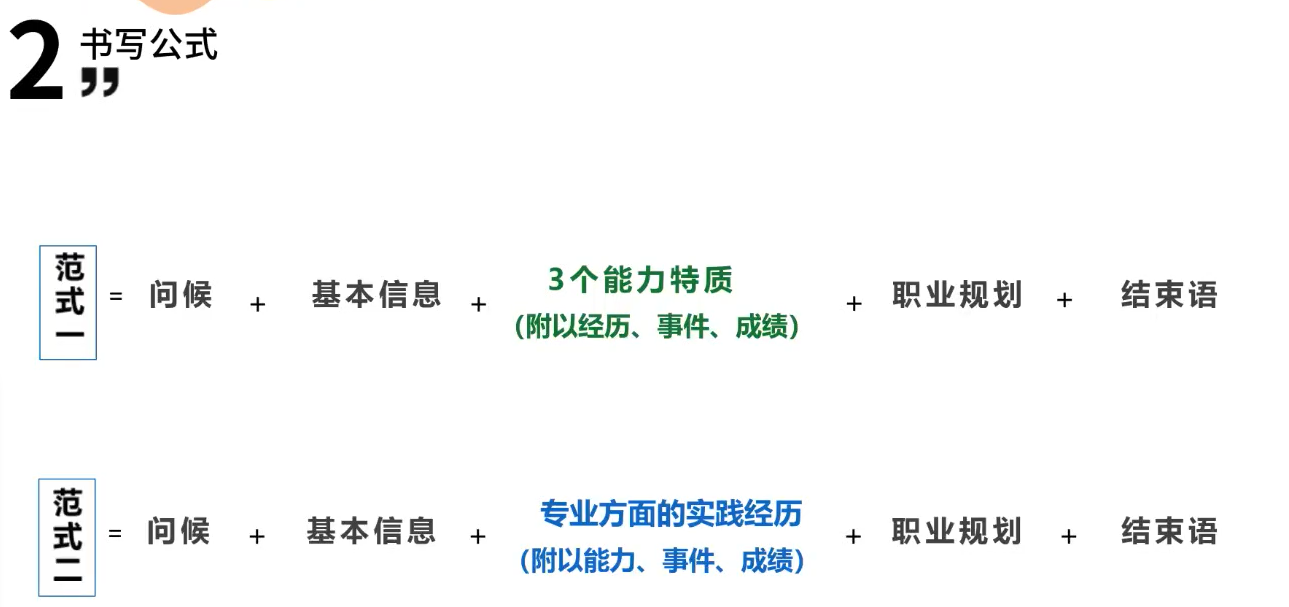 2 书写公式
”
范式一 = 问候 + 基本信息 + 3个能力特质 + 职业规划 + 结束语
（附以经历、事件、成绩）
范式二 = 问候 + 基本信息 + 专业方面的实践经历 + 职业规划 + 结束语
（附以能力、事件、成绩）